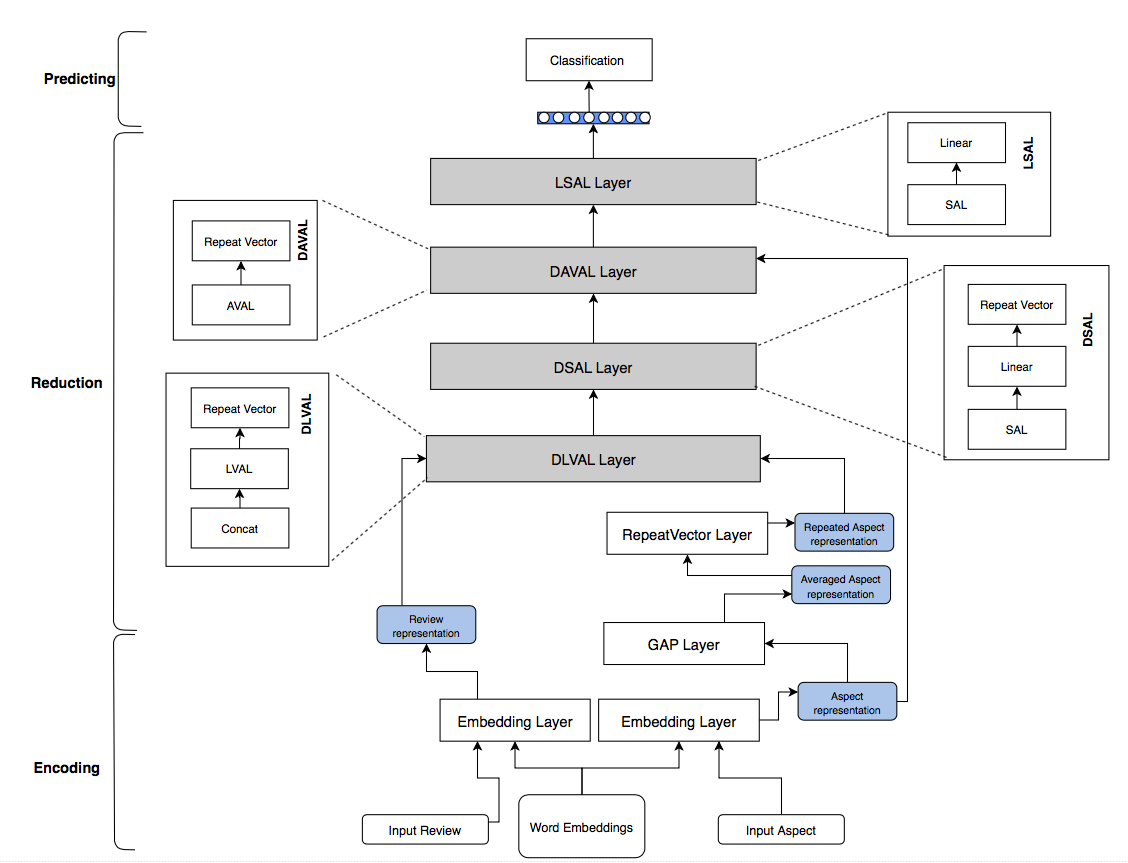 Classification
Predicting
Linear
LSAL
SAL
LSAL Layer
Repeat Vector
DAVAL
AVAL
DAVAL Layer
Repeat Vector
Linear
DSAL
SAL
DSAL Layer
Reduction
Repeat Vector
DLVAL
LVAL
Concat
DLVAL Layer
RepeatVector Layer
Repeated Aspect
representation
Averaged Aspect
representation
Review
representation
GAP Layer
Aspect
representation
Embedding Layer
Embedding Layer
Encoding
Input Review
Word Embeddings
Input Aspect